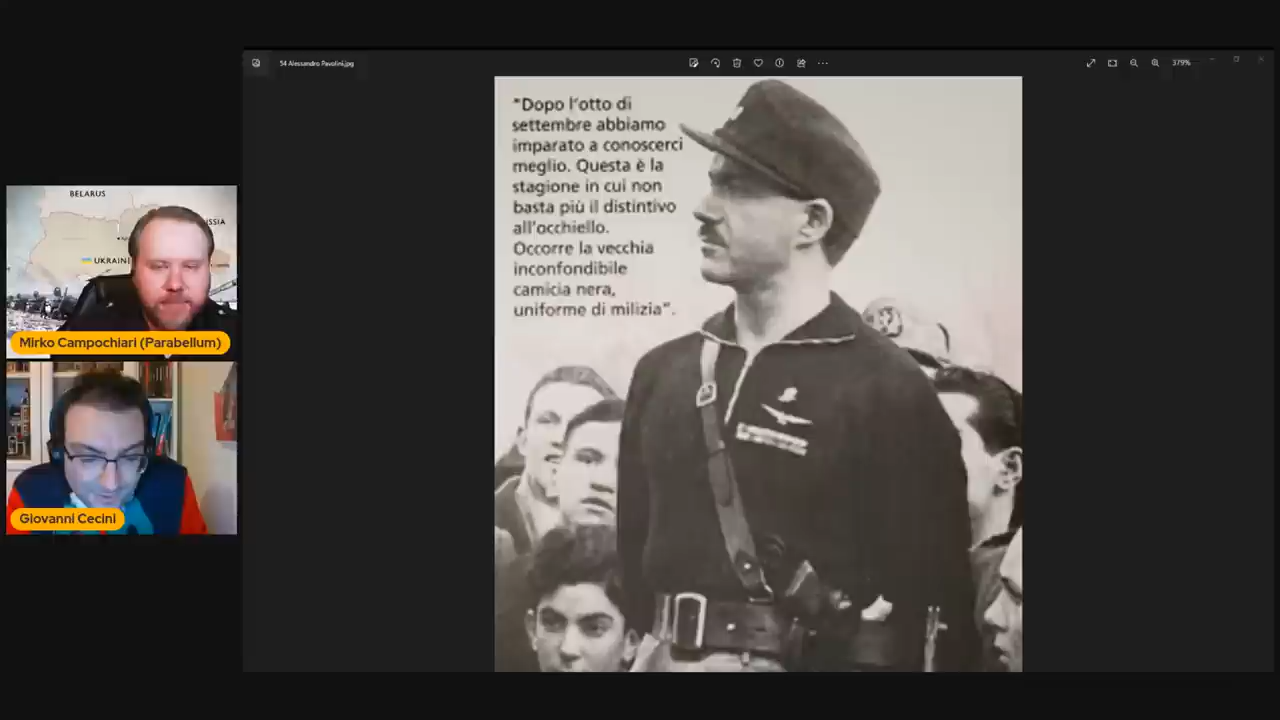 54 Alessandro Pavolini.jpg
379%
"Dopo l'otto di
settembre abbiamo
imparato a conoscerci
meglio. Questa è la
stagione in cui non
basta più il distintivo
all'occhiello.
Occorre la vecchia
inconfondibile
camicia nera,
uniforme di milizia".
BELARUS
SSIA
UKRAIN
Mirko Campochiari (Parabellum)
Giovanni Cecini